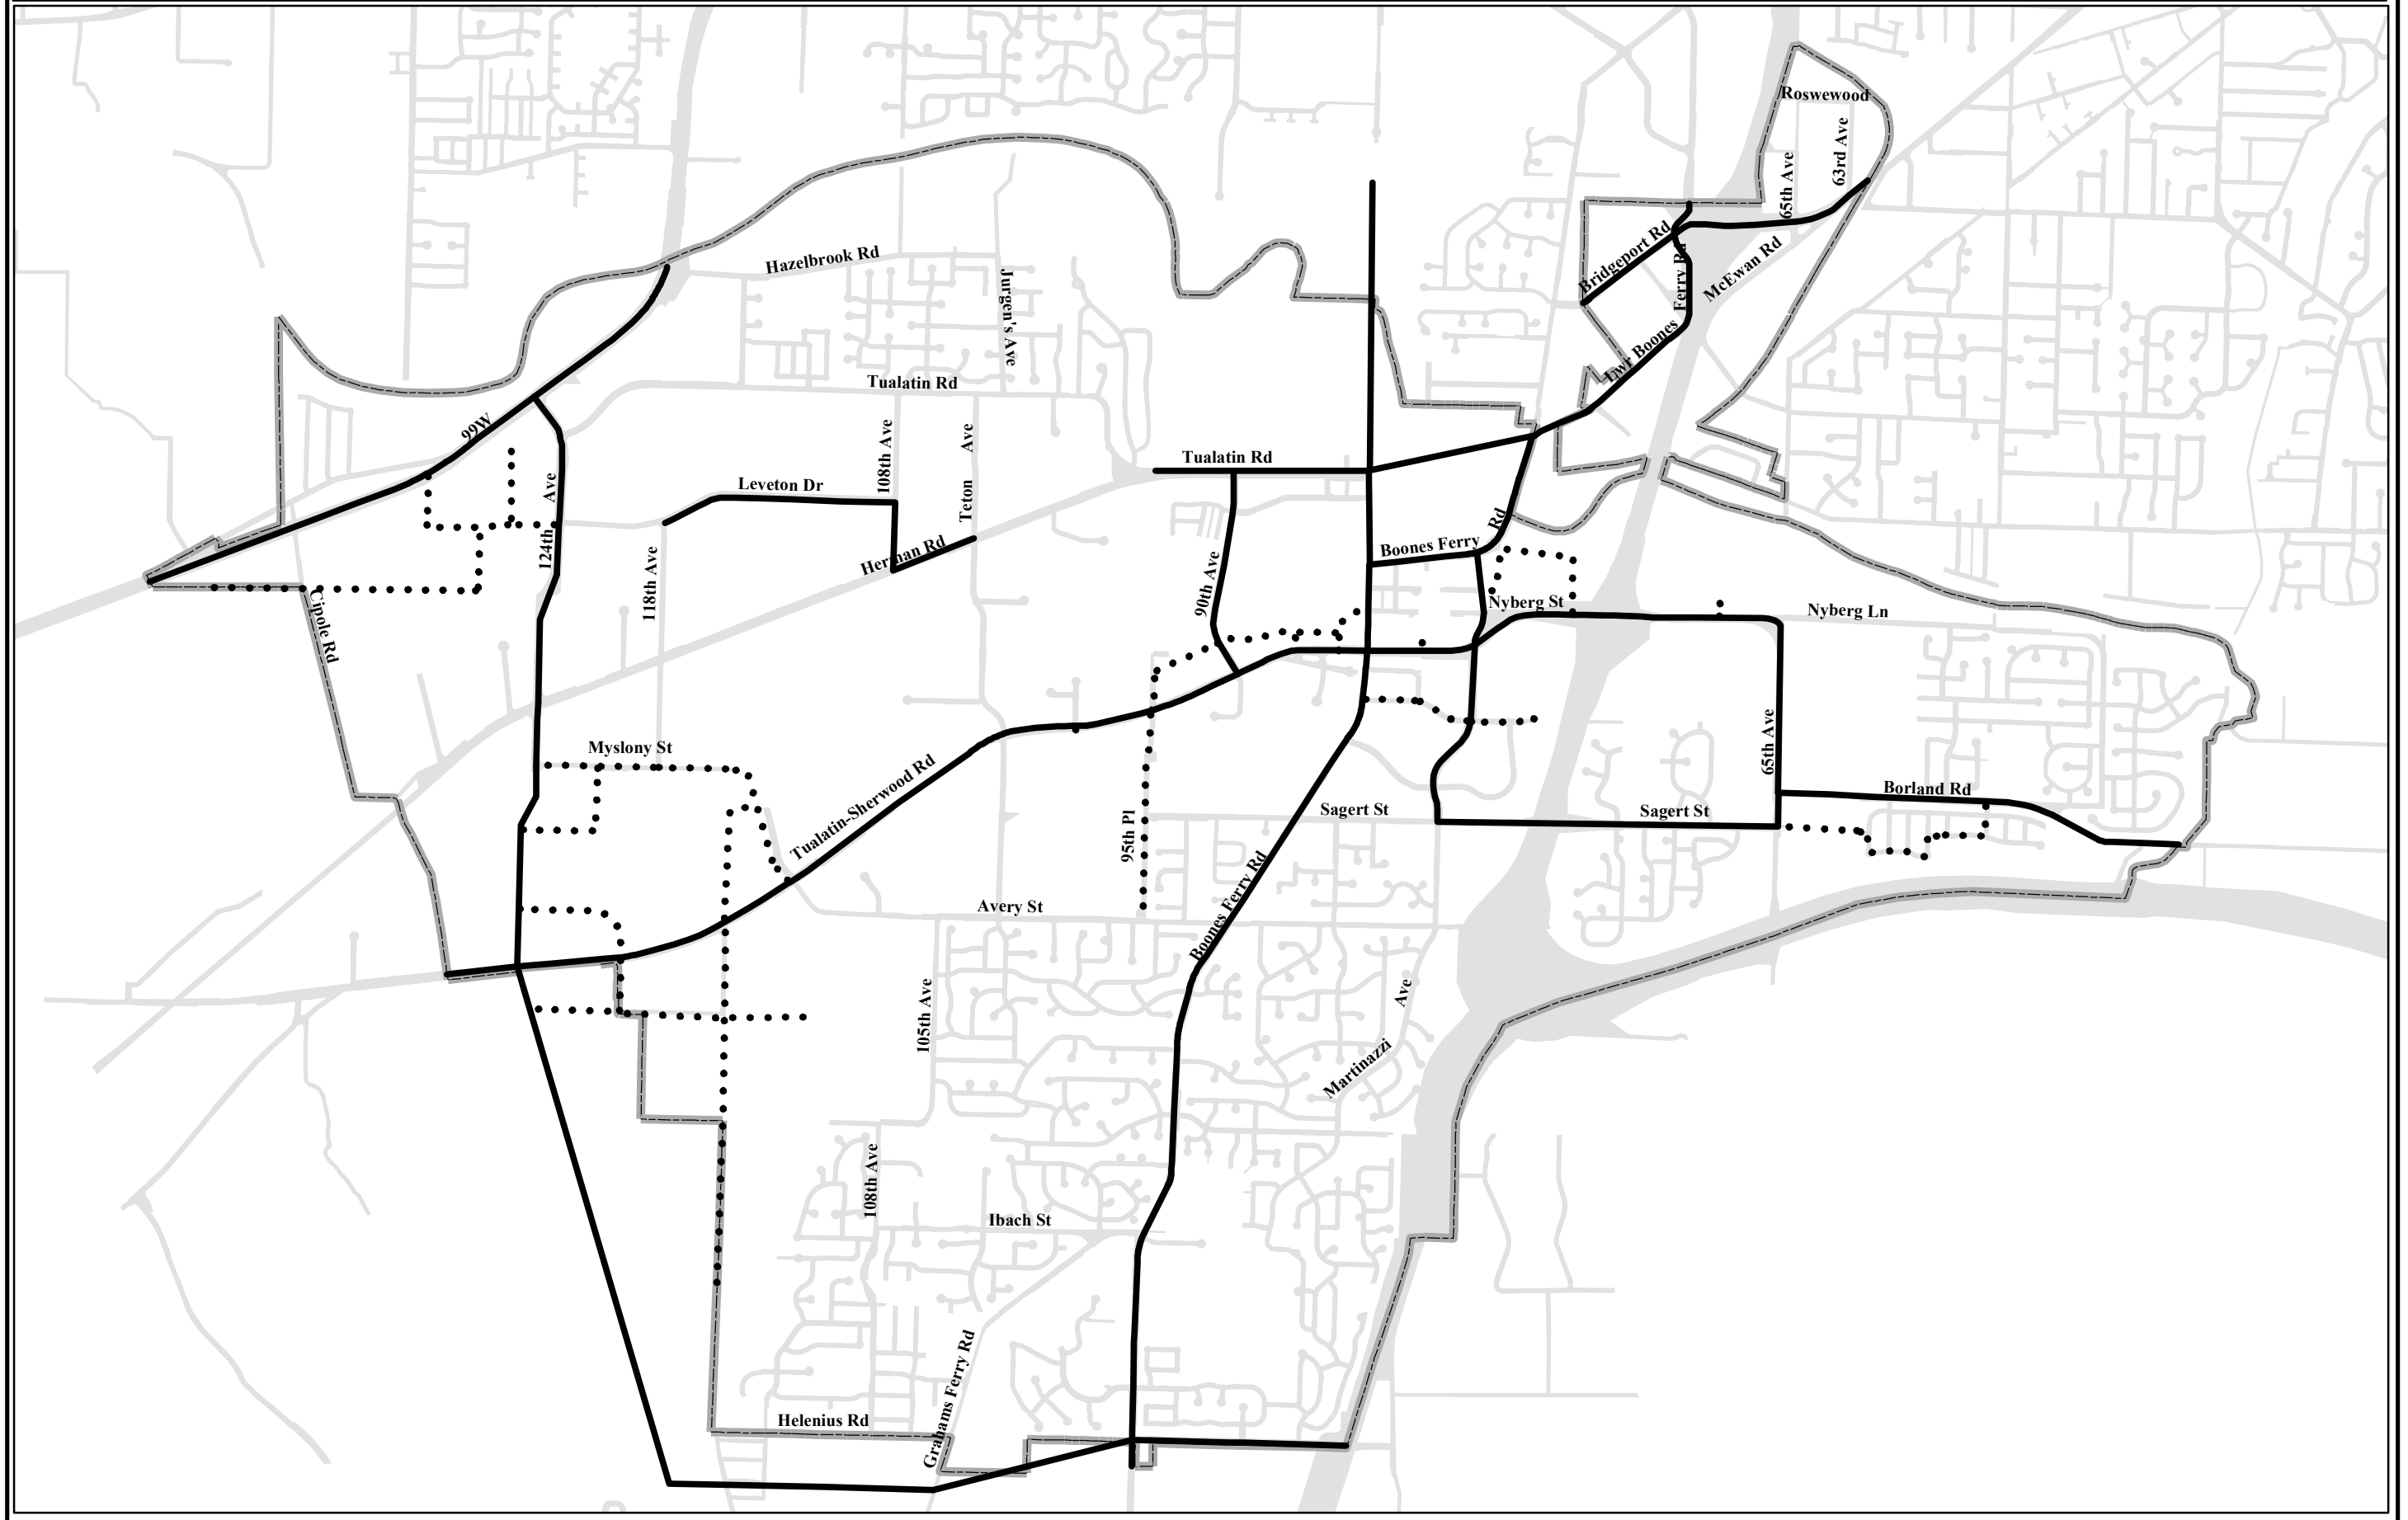 Roswewood
63rd Ave
65th Ave
Bridgeport Rd
McEwan Rd
Lwr Boones Ferry Rd
Hazelbrook Rd
Jurgen's Ave
Tualatin Rd
99W
108th Ave
Teton Ave
Tualatin Rd
Leveton Dr
124th Ave
Herman Rd
118th Ave
90th Ave
Boones Ferry Rd
Nyberg St
Nyberg Ln
Cipole Rd
Myslony St
65th Ave
Borland Rd
Tualatin-Sherwood Rd
95th Pl
Sagert St
Sagert St
Boones Ferry Rd
Avery St
105th Ave
Martinazzi Ave
108th Ave
Ibach St
Grahams Ferry Rd
Helenius Rd